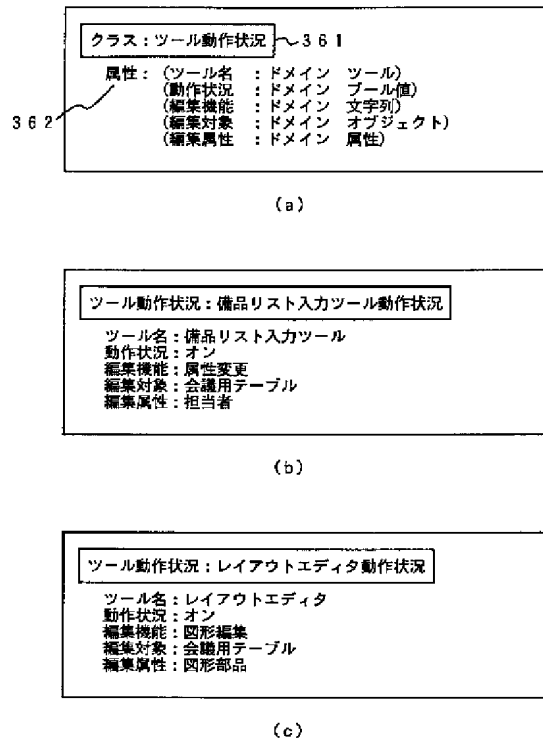 クラス：ツール動作状況 361
属性：（ツール名 ：ドメイン ツール）
（動作状況 ：ドメイン ブール値）
（編集機能 ：ドメイン 文字列）
（編集対象 ：ドメイン オブジェクト）
（編集属性 ：ドメイン 属性）
362
(a)
ツール動作状況：備品リスト入力ツール動作状況
ツール名：備品リスト入力ツール
動作状況：オン
編集機能：属性変更
編集対象：会議用テーブル
編集属性：担当者
(b)
ツール動作状況：レイアウトエディタ動作状況
ツール名：レイアウトエディタ
動作状況：オン
編集機能：図形編集
編集対象：会議用テーブル
編集属性：図形部品
(c)